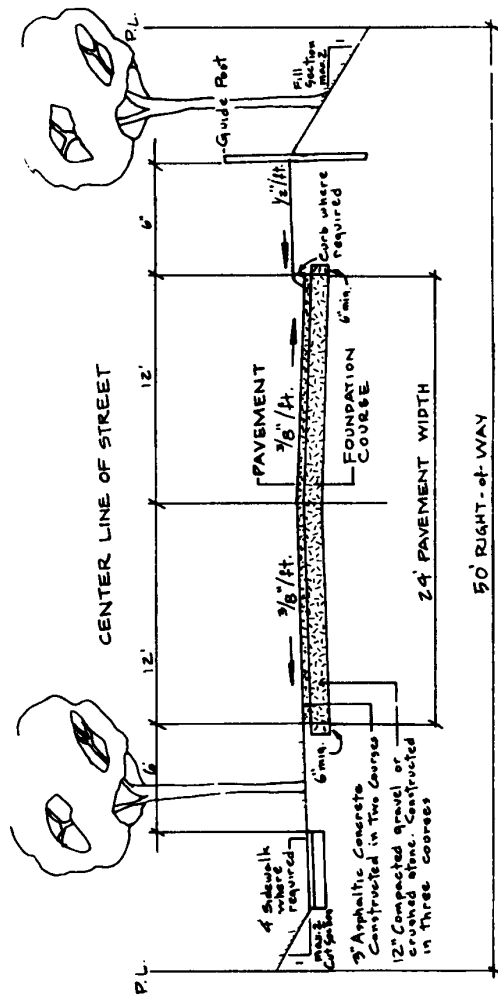 CENTER LINE OF STREET
P.L.
P.L.
6'
12'
12'
6'
Guide Post
3/8"/ft.
PAVEMENT
3/8"/ft.
1/2"/ft.
Fill
Section
max. 2
1
4' Sidewalk
where
required
1
max. 2
Cut Section
6" min.
FOUNDATION
COURSE
Curb where
required
6" min.
3" Asphaltic Concrete
Constructed in Two Courses
12" Compacted gravel or
crushed stone. Constructed
in three courses
24' PAVEMENT WIDTH
50' RIGHT-of WAY